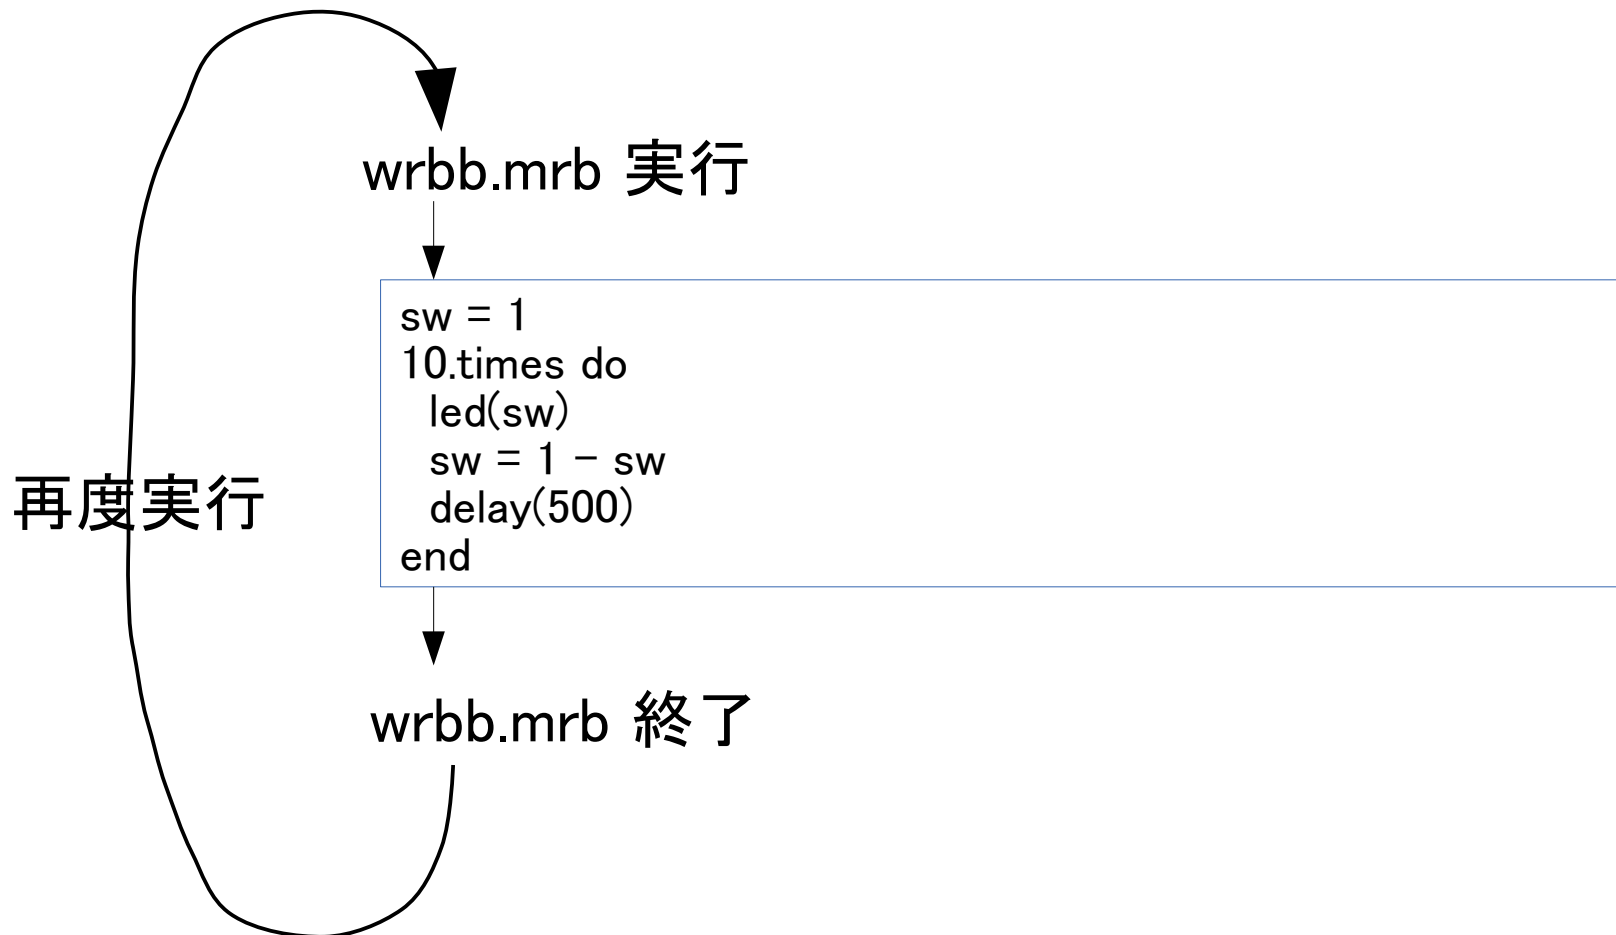 wrbb.mrb 実行
sw = 1
10.times do
  led(sw)
  sw = 1 − sw
  delay(500)
end
再度実行
wrbb.mrb 終了